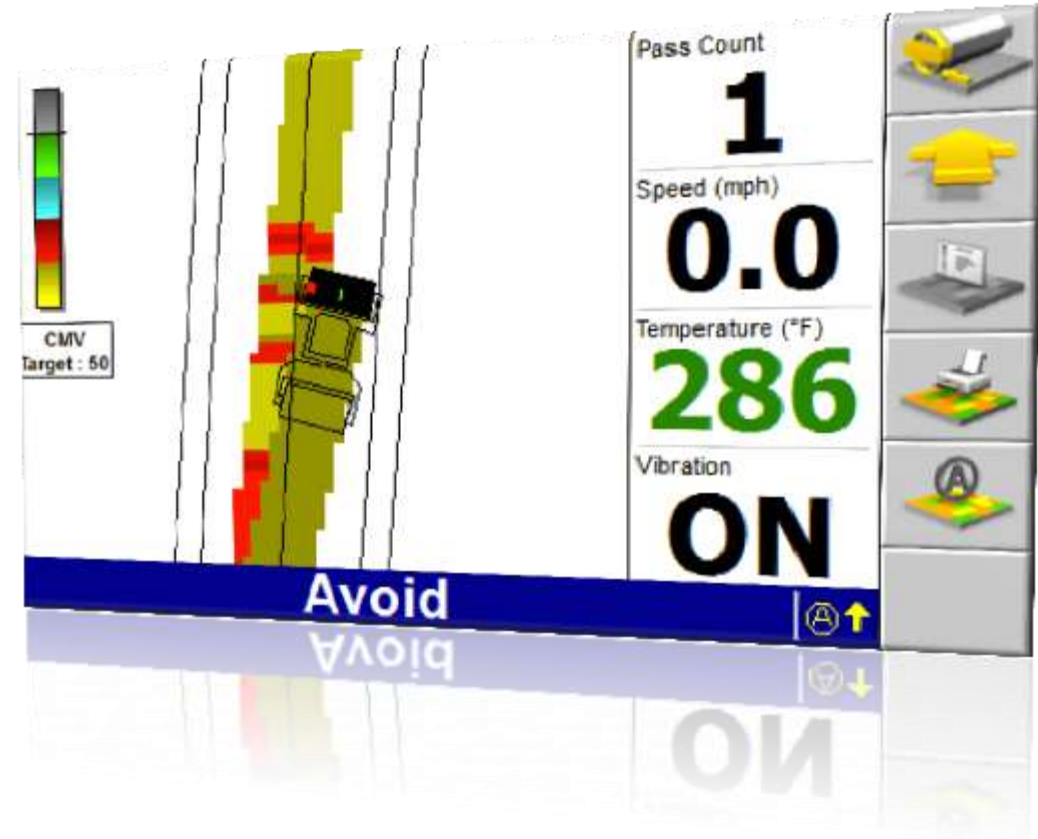 Pass Count
1
Speed (mph)
0.0
Temperature (°F)
286
Vibration
ON
CMV
Target : 50
Avoid
A
A